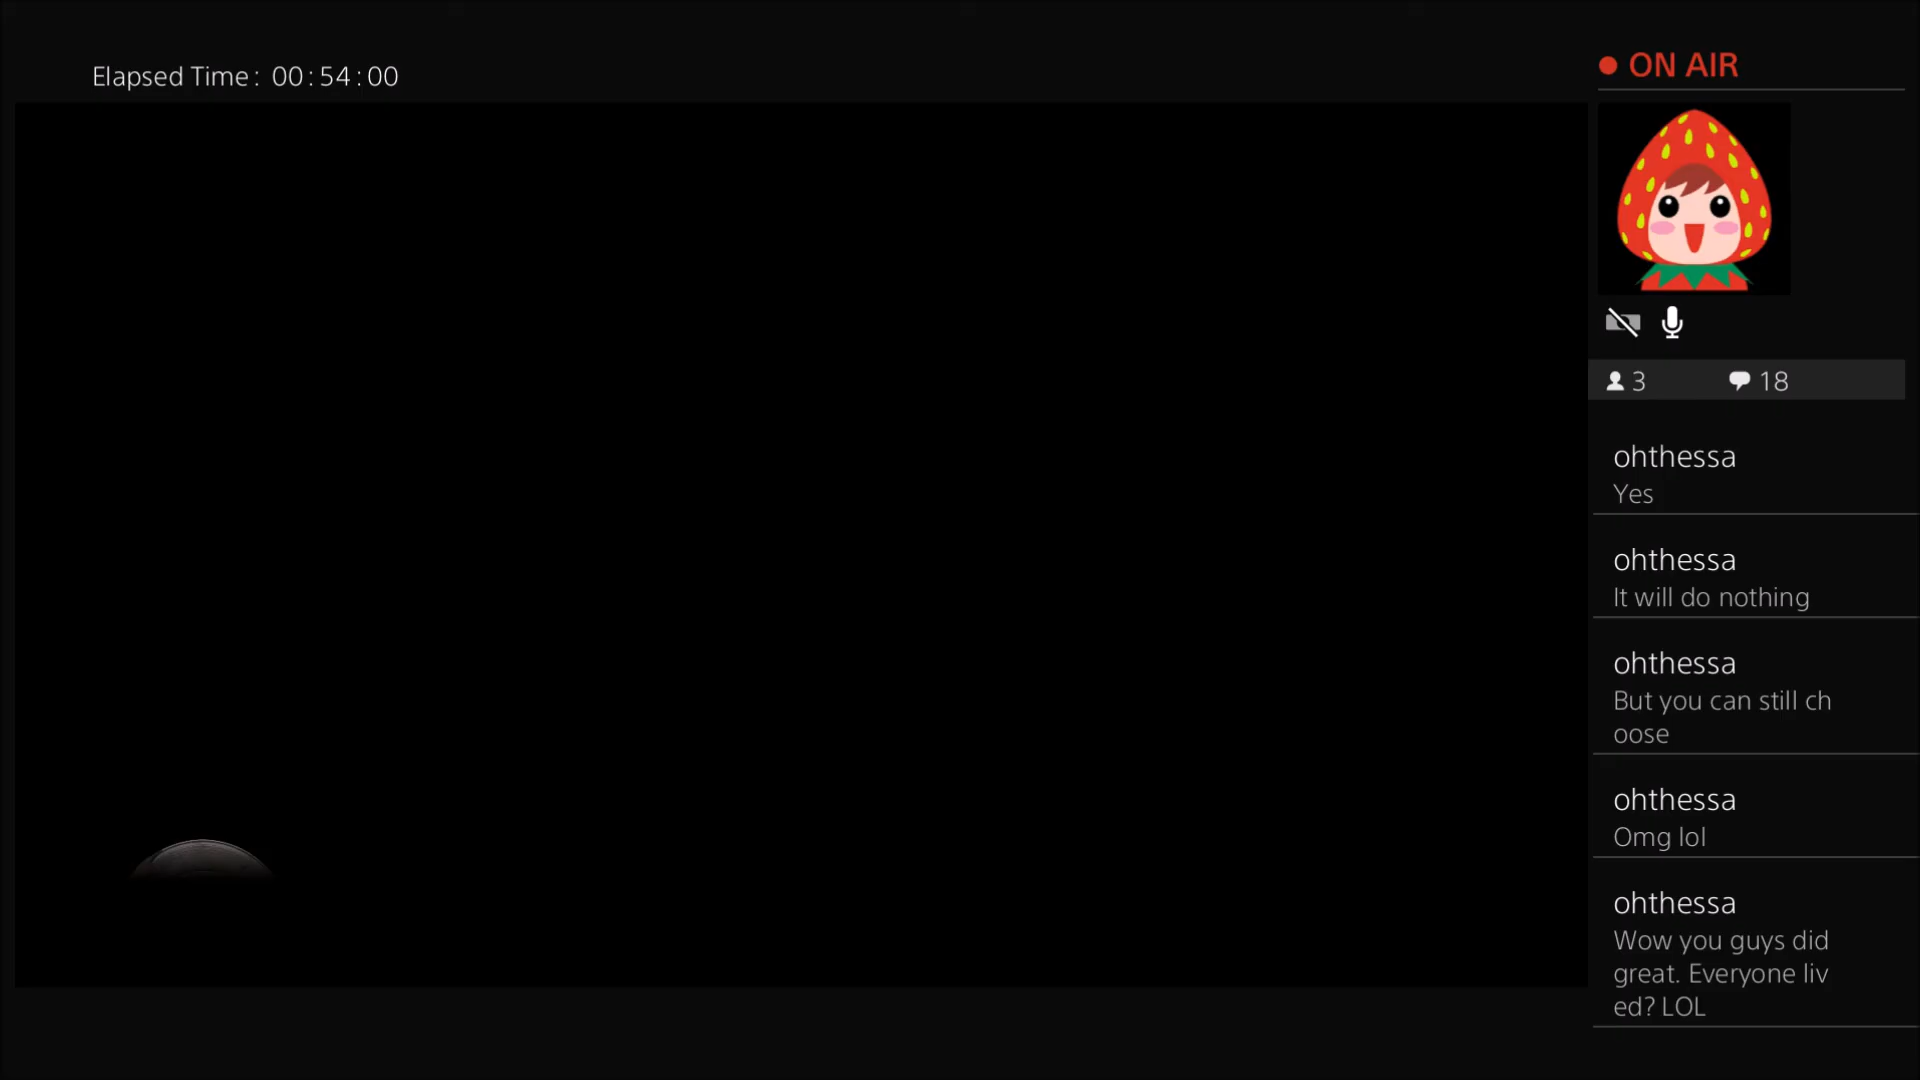 Elapsed Time: 00:54:00
ON AIR
3 18
ohthessa
Yes
ohthessa
It will do nothing
ohthessa
But you can still ch
oose
ohthessa
Omg lol
ohthessa
Wow you guys did
great. Everyone liv
ed? LOL